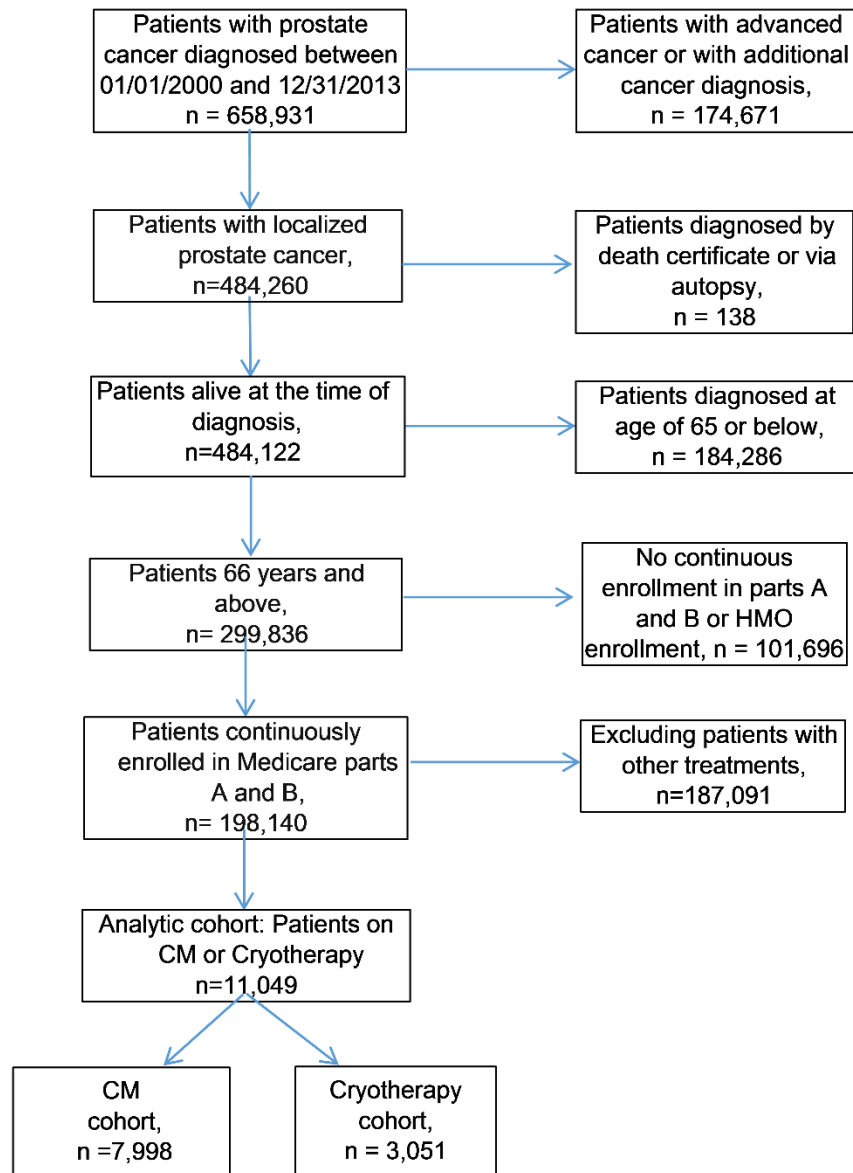 Patients with prostate
cancer diagnosed between
01/01/2000 and 12/31/2013
n = 658,931
Patients with advanced
cancer or with additional
cancer diagnosis,
n = 174,671
Patients with localized
prostate cancer,
n=484,260
Patients diagnosed by
death certificate or via
autopsy,
n = 138
Patients alive at the time of
diagnosis,
n=484,122
Patients diagnosed at
age of 65 or below,
n = 184,286
Patients 66 years and
above,
n= 299,836
No continuous
enrollment in parts A
and B or HMO
enrollment, n = 101,696
Patients continuously
enrolled in Medicare parts
A and B,
n= 198,140
Excluding patients with
other treatments,
n=187,091
Analytic cohort: Patients on
CM or Cryotherapy
n=11,049
CM
cohort,
n =7,998
Cryotherapy
cohort,
n = 3,051